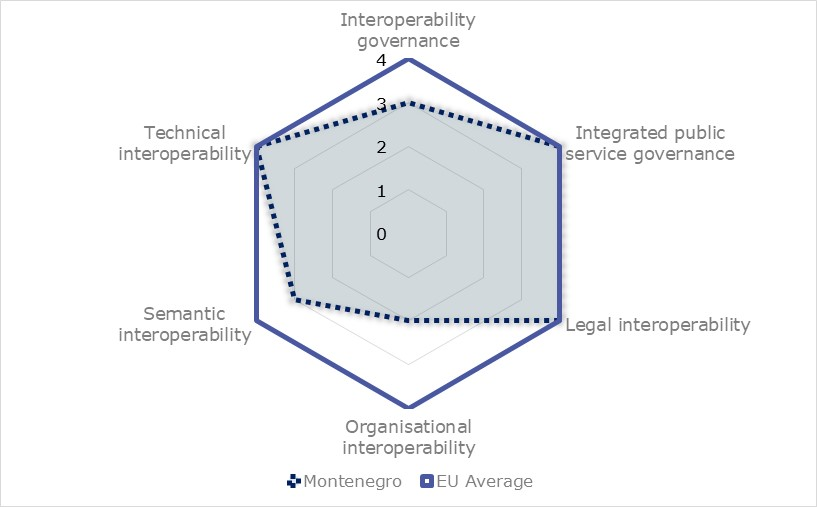 Interoperability
governance
4
3
Technical
interoperability
Integrated public
service governance
2
1
0
Semantic
interoperability
Legal interoperability
Organisational
interoperability
Montenegro
EU Average